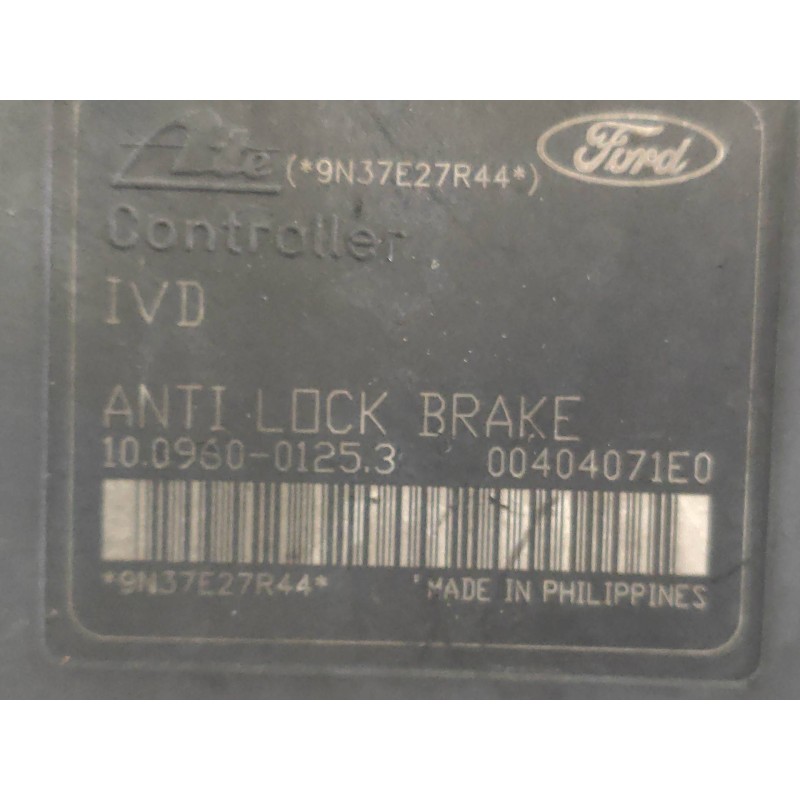 Ate (*9N37E27R44*) Ford
Controller
IVD
ANTI LOCK BRAKE
10.0960-0125.3 00404071E0
*9N37E27R44* MADE IN PHILIPPINES